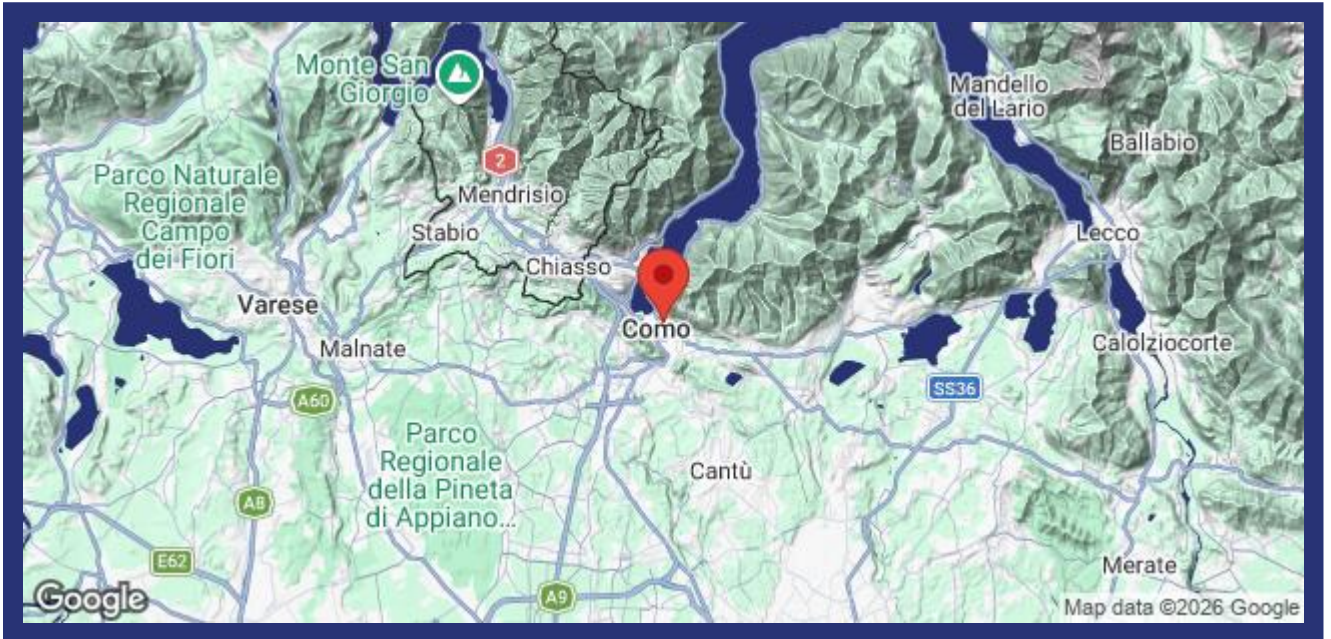 Monte San
Giorgio
Mandello
del Lario
Ballabio
2
Parco Naturale
Regionale
Campo
dei Fiori
Mendrisio
Stabio
Lecco
Chiasso
Varese
Como
Malnate
Calolziocorte
SS36
A60
Parco
Regionale
della Pineta
di Appiano...
Cantù
A8
E62
Merate
A9
Google
Map data ©2026 Google